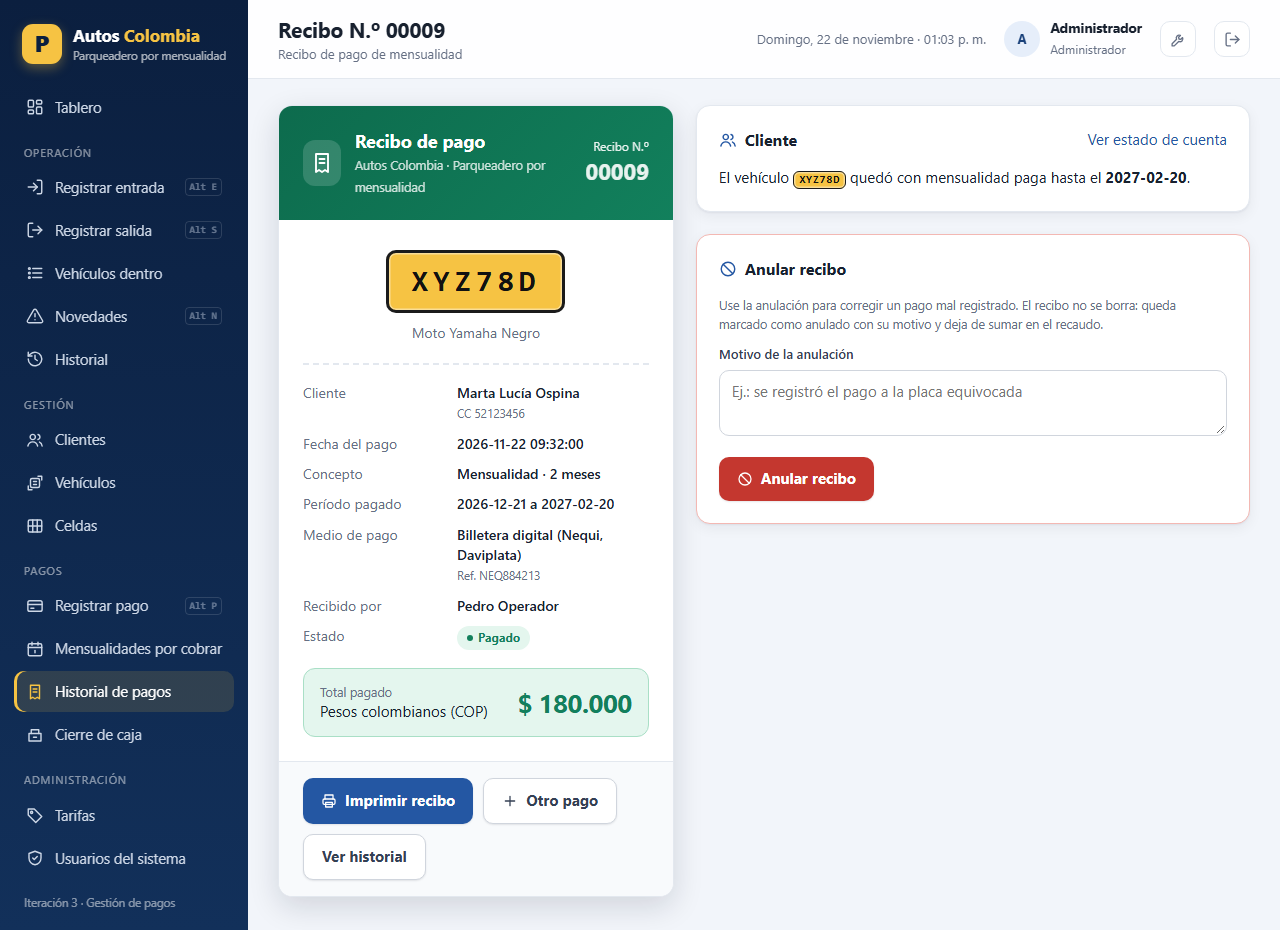 P
Autos Colombia
Parqueadero por mensualidad
Tablero
OPERACIÓN
Registrar entrada Alt E
Registrar salida Alt S
Vehículos dentro
Novedades Alt N
Historial
GESTIÓN
Clientes
Vehículos
Celdas
PAGOS
Registrar pago Alt P
Mensualidades por cobrar
Historial de pagos
Cierre de caja
ADMINISTRACIÓN
Tarifas
Usuarios del sistema
Iteración 3 · Gestión de pagos
Recibo N.º 00009
Recibo de pago de mensualidad
Domingo, 22 de noviembre · 01:03 p. m.
A
Administrador
Administrador
Recibo de pago
Autos Colombia · Parqueadero por
mensualidad
Recibo N.º
00009
XYZ78D
Moto Yamaha Negro
Cliente Marta Lucía Ospina
CC 52123456
Fecha del pago 2026-11-22 09:32:00
Concepto Mensualidad · 2 meses
Período pagado 2026-12-21 a 2027-02-20
Medio de pago Billetera digital (Nequi,
Daviplata)
Ref. NEQ884213
Recibido por Pedro Operador
Estado Pagado
Total pagado
Pesos colombianos (COP)
$ 180.000
Imprimir recibo
Otro pago
Ver historial
Cliente
Ver estado de cuenta
El vehículo XYZ78D quedó con mensualidad paga hasta el 2027-02-20.
Anular recibo
Use la anulación para corregir un pago mal registrado. El recibo no se borra: queda
marcado como anulado con su motivo y deja de sumar en el recaudo.
Motivo de la anulación
Ej.: se registró el pago a la placa equivocada
Anular recibo